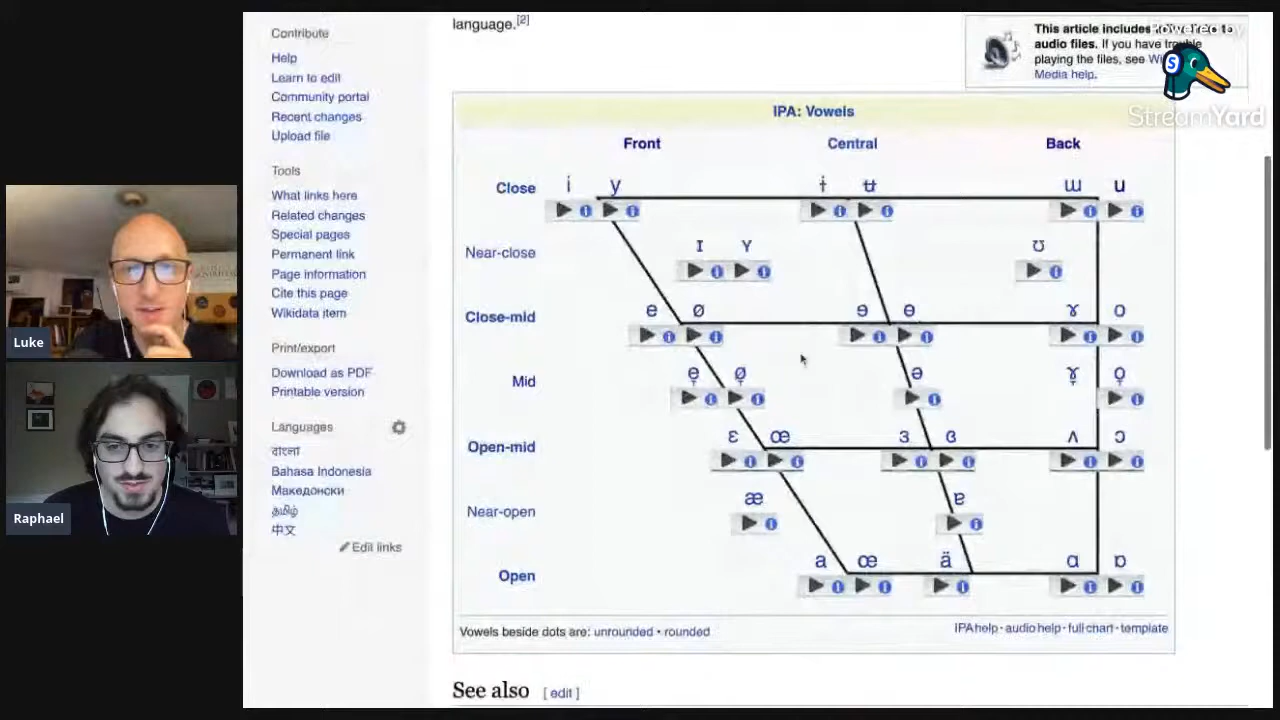 Contribute
Help
Learn to edit
Community portal
Recent changes
Upload file
Tools
What links here
Related changes
Special pages
Permanent link
Page information
Cite this page
Wikidata item
Print/export
Download as PDF
Printable version
Languages
বাংলা
Bahasa Indonesia
Македонски
தமிழ்
中文
Edit links
Luke
Raphael
language.[2]
This article includes to
audio files. If you have trouble
playing the files, see
Media help.
Powered by
StreamYard
IPA: Vowels
Front Central Back
Close i y ɨ ʉ ɯ u
Near-close ɪ ʏ ʊ
Close-mid e ø ɘ ɵ ɤ o
Mid e̞ ø̞ ə ɤ̞ o̞
Open-mid ɛ œ ɜ ɞ ʌ ɔ
Near-open æ ɐ
Open a ä ɑ ɒ
Vowels beside dots are: unrounded • rounded
IPA help · audio help · full chart · template
See also [ edit ]